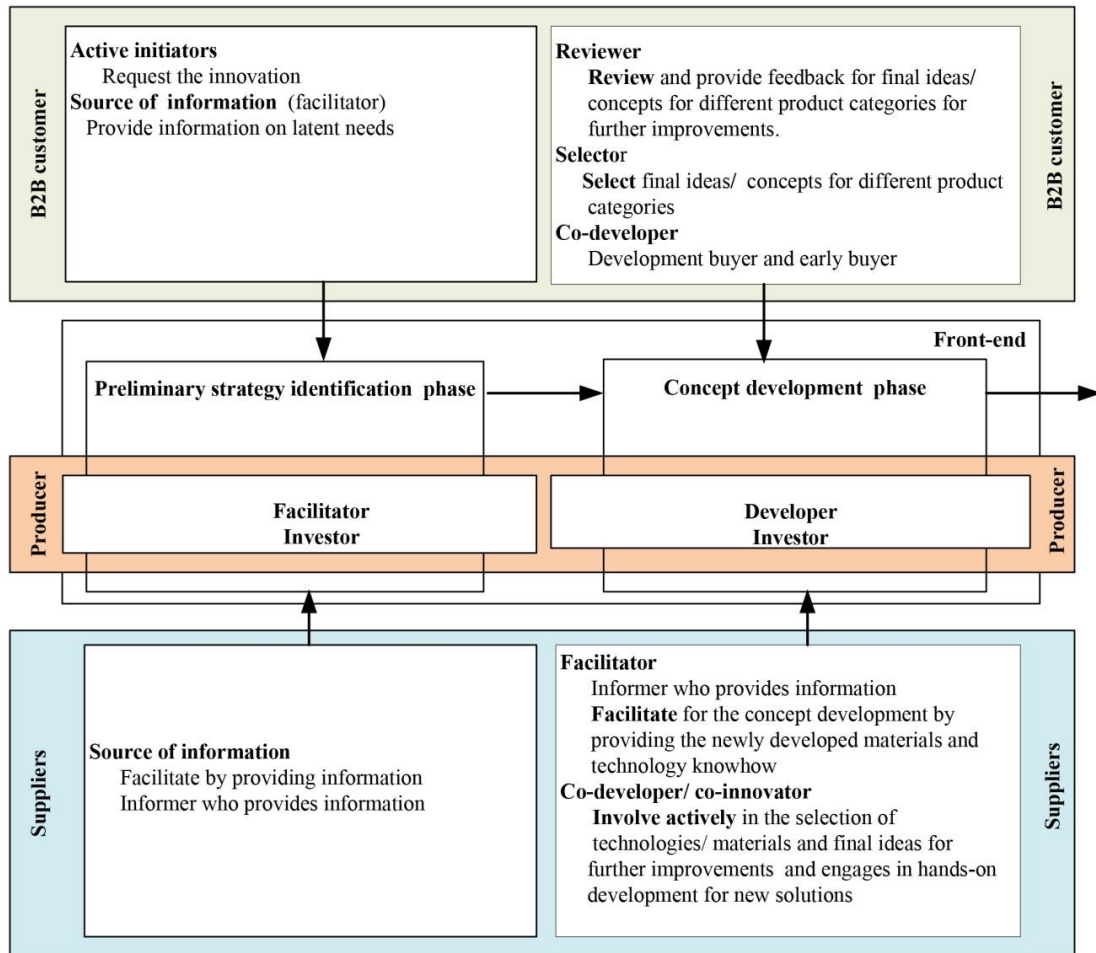 B2B customer
Active initiators
Request the innovation
Source of information (facilitator)
Provide information on latent needs
Reviewer
Review and provide feedback for final ideas/
concepts for different product categories for
further improvements.
Selector
Select final ideas/ concepts for different product
categories
Co-developer
Development buyer and early buyer
B2B customer
Front-end
Preliminary strategy identification phase
Concept development phase
Producer
Facilitator
Investor
Developer
Investor
Producer
Suppliers
Source of information
Facilitate by providing information
Informer who provides information
Facilitator
Informer who provides information
Facilitate for the concept development by
providing the newly developed materials and
technology knowhow
Co-developer/ co-innovator
Involve actively in the selection of
technologies/ materials and final ideas for
further improvements and engages in hands-on
development for new solutions
Suppliers